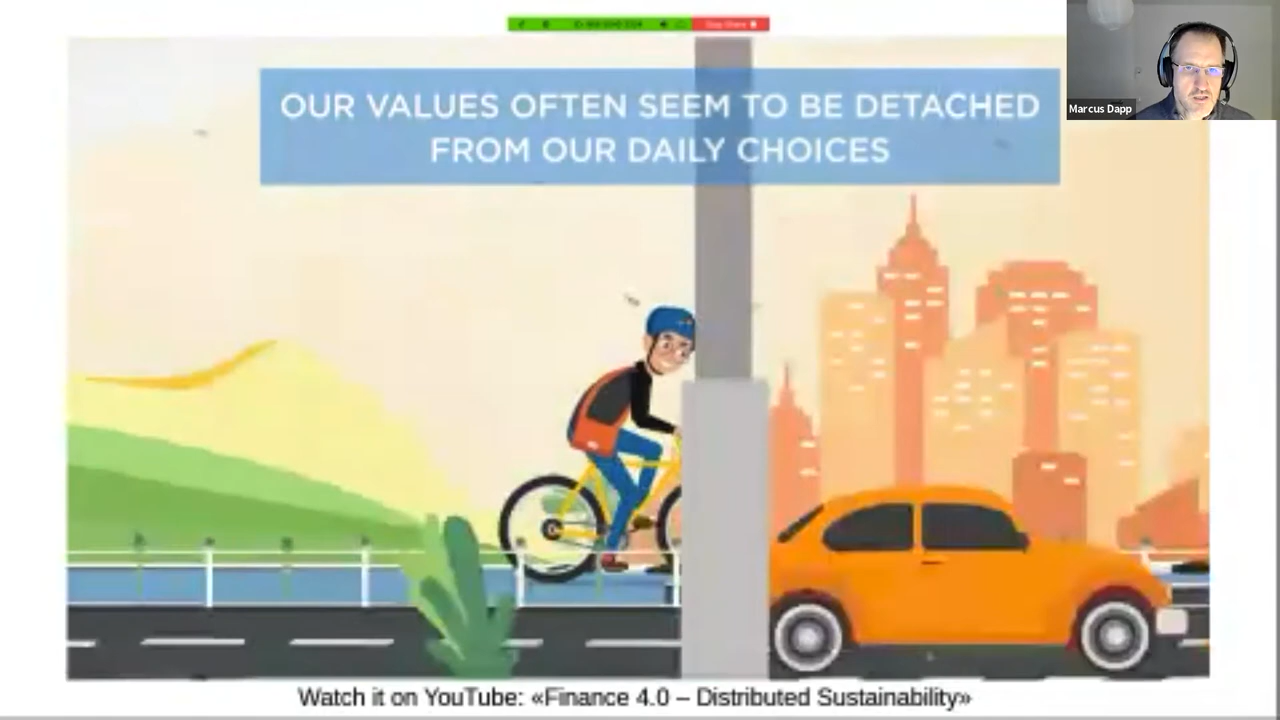 OUR VALUES OFTEN SEEM TO BE DETACHED
FROM OUR DAILY CHOICES
Marcus Dapp
Watch it on YouTube: «Finance 4.0 – Distributed Sustainability»